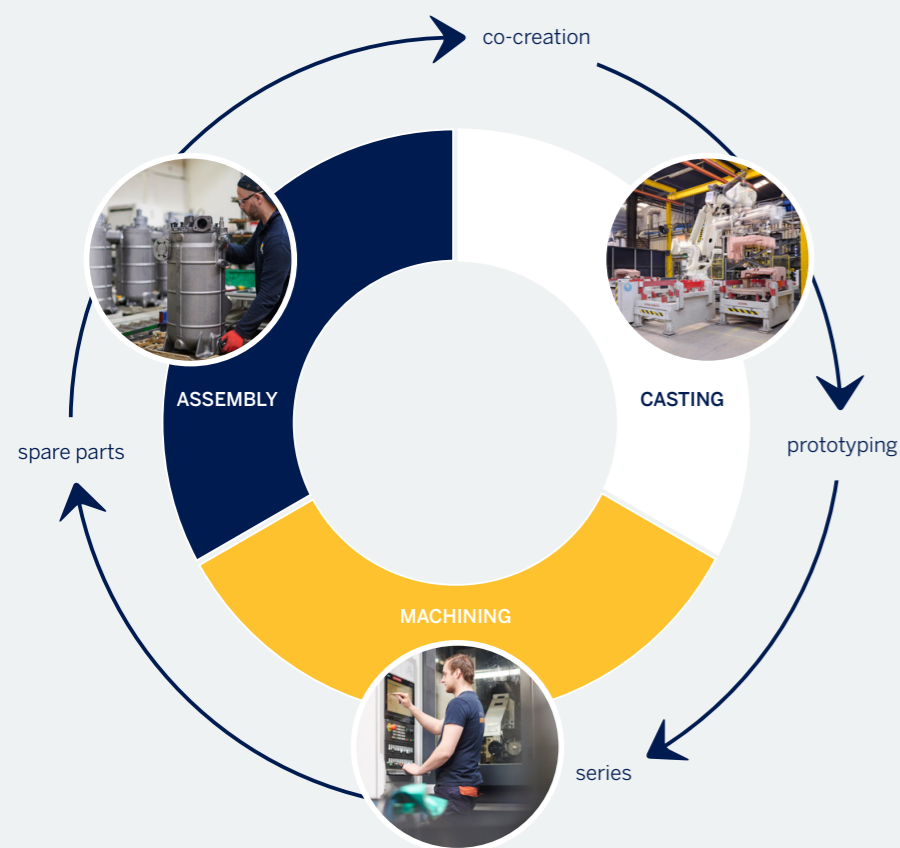 co-creation
ASSEMBLY
CASTING
spare parts
prototyping
MACHINING
series